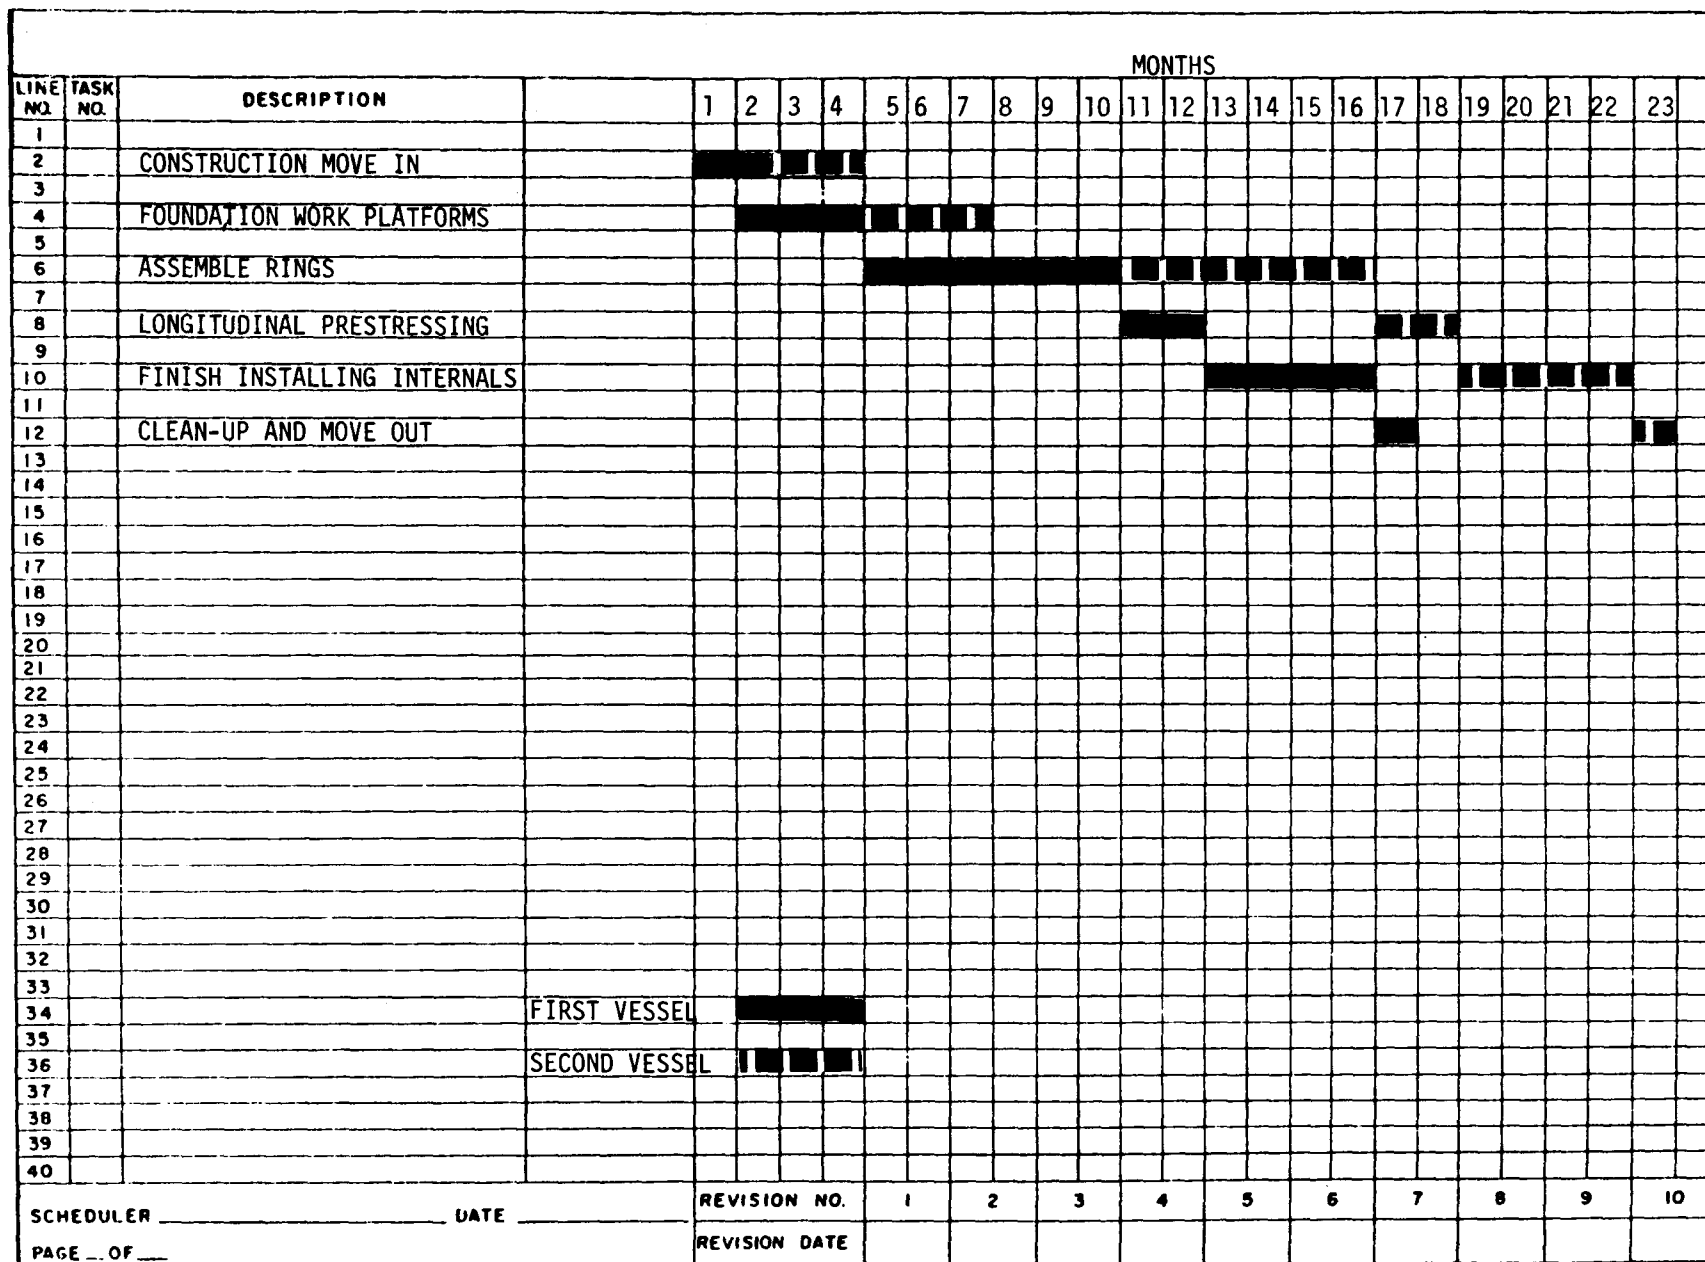 MONTHS
LINE NO. TASK NO. DESCRIPTION 1 2 3 4 5 6 7 8 9 10 11 12 13 14 15 16 17 18 19 20 21 22 23
1
2 CONSTRUCTION MOVE IN
3
4 FOUNDATION WORK PLATFORMS
5
6 ASSEMBLE RINGS
7
8 LONGITUDINAL PRESTRESSING
9
10 FINISH INSTALLING INTERNALS
11
12 CLEAN-UP AND MOVE OUT
13
14
15
16
17
18
19
20
21
22
23
24
25
26
27
28
29
30
31
32
33
34 FIRST VESSEL
35
36 SECOND VESSEL
37
38
39
40
REVISION NO. 1 2 3 4 5 6 7 8 9 10
SCHEDULER DATE
REVISION DATE
PAGE OF